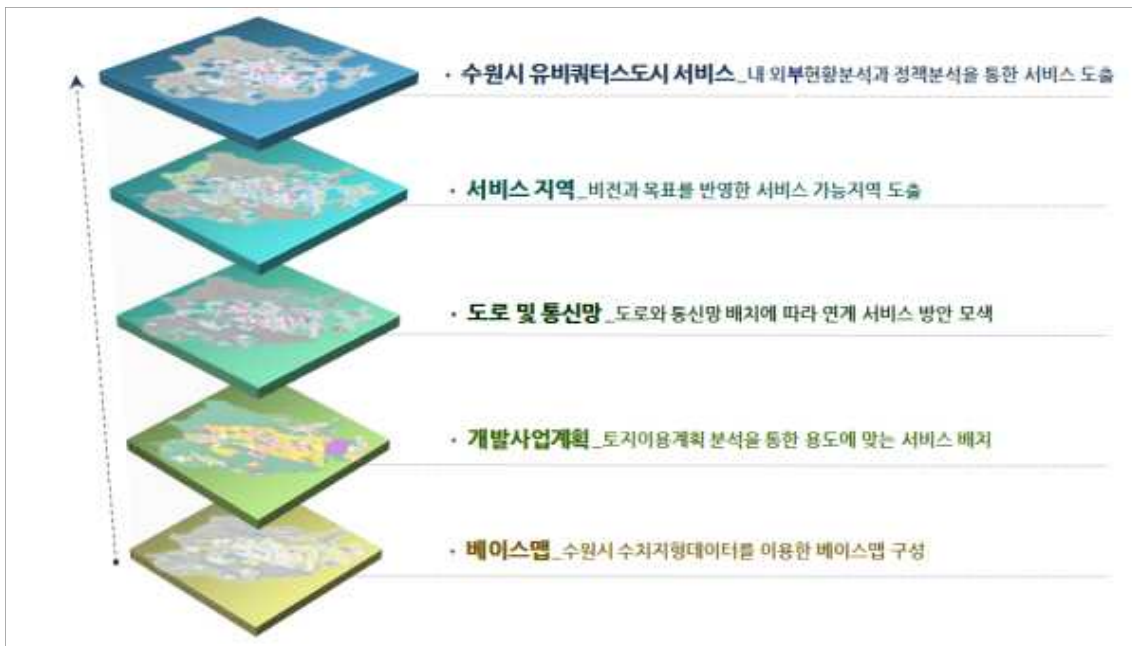 • 수원시 유비쿼터스도시 서비스_내 외부현황분석과 정책분석을 통한 서비스 도출
• 서비스 지역_비전과 목표를 반영한 서비스 가능지역 도출
• 도로 및 통신망_도로와 통신망 배치에 따라 연계 서비스 방안 모색
• 개발사업계획_토지이용계획 분석을 통한 용도에 맞는 서비스 배치
• 베이스맵_수원시 수치지형데이터를 이용한 베이스맵 구성